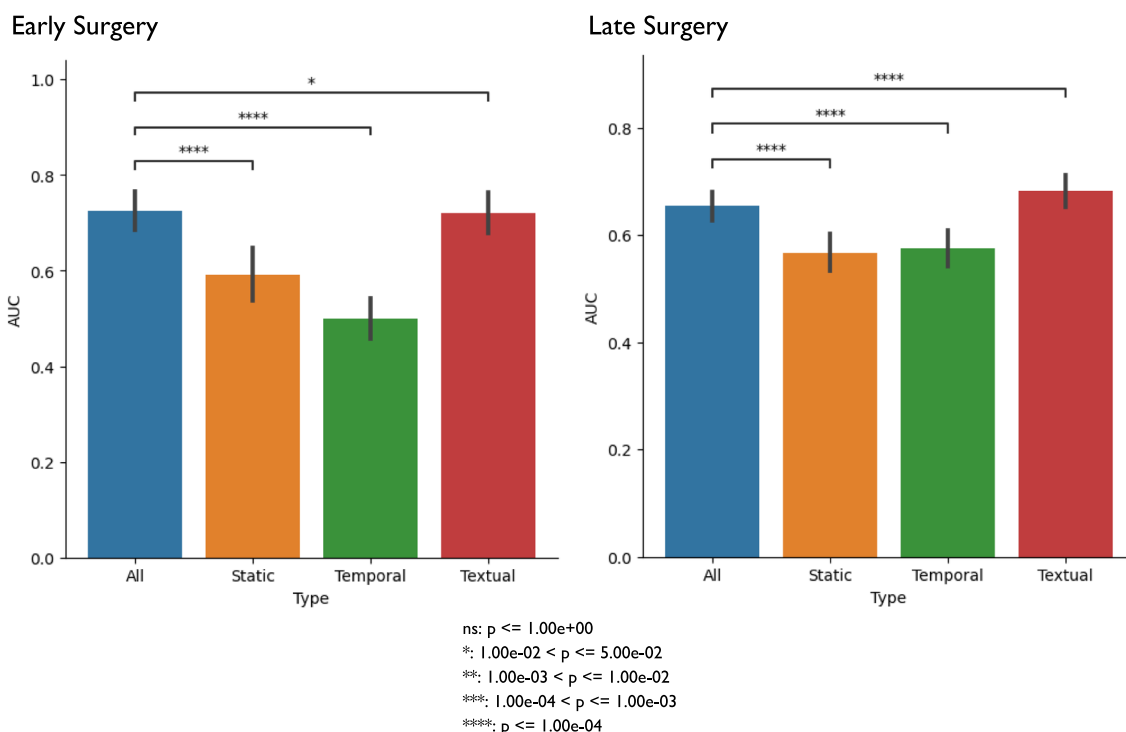 Early Surgery
1.0
0.8
0.6
0.4
0.2
0.0
AUC
*
****
****
All Static Temporal Textual
Type
Late Surgery
0.8
0.6
0.4
0.2
0.0
AUC
****
****
****
All Static Temporal Textual
Type
ns: p <= 1.00e+00
*: 1.00e-02 < p <= 5.00e-02
**: 1.00e-03 < p <= 1.00e-02
***: 1.00e-04 < p <= 1.00e-03
****: p <= 1.00e-04